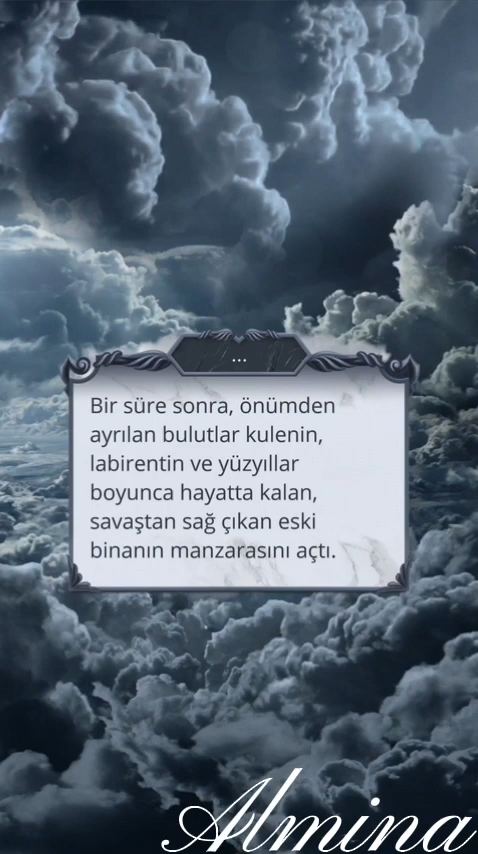 ...
Bir süre sonra, önümden
ayrılan bulutlar kulenin,
labirentin ve yüzyıllar
boyunca hayatta kalan,
savaştan sağ çıkan eski
binanın manzarasını açtı.
Almina